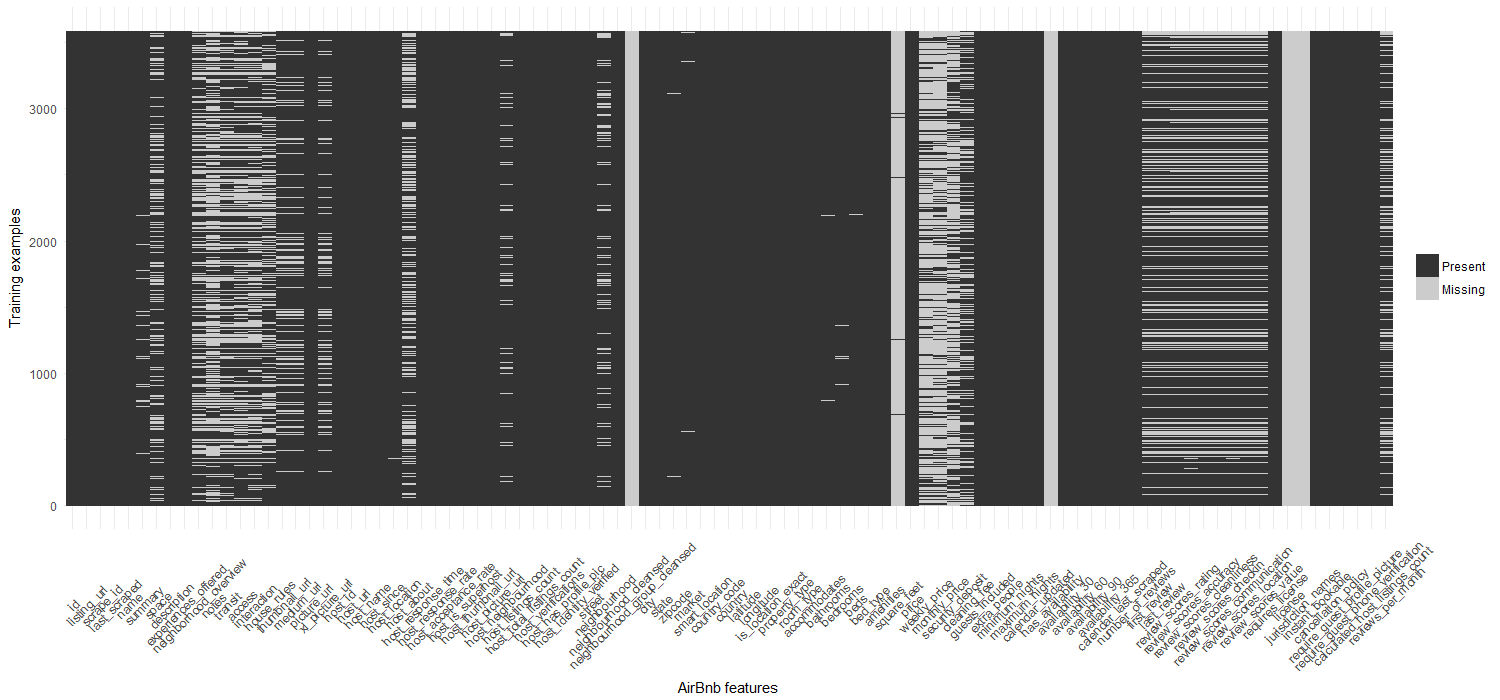 3000
2000
1000
0
Training examples
id
listing_url
scrape_id
last_scraped
name
summary
space
description
experiences_offered
neighborhood_overview
notes
transit
access
interaction
house_rules
thumbnail_url
medium_url
picture_url
xl_picture_url
host_id
host_url
host_name
host_since
host_location
host_about
host_response_time
host_response_rate
host_acceptance_rate
host_is_superhost
host_thumbnail_url
host_picture_url
host_neighbourhood
host_listings_count
host_total_listings_count
host_verifications
host_has_profile_pic
host_identity_verified
street
neighbourhood
neighbourhood_cleansed
neighbourhood_group_cleansed
city
state
zipcode
market
smart_location
country_code
country
latitude
longitude
is_location_exact
property_type
room_type
accommodates
bathrooms
bedrooms
beds
bed_type
amenities
square_feet
price
weekly_price
monthly_price
security_deposit
cleaning_fee
guests_included
extra_people
minimum_nights
maximum_nights
calendar_updated
has_availability
availability_30
availability_60
availability_90
availability_365
calendar_last_scraped
number_of_reviews
first_review
last_review
review_scores_rating
review_scores_accuracy
review_scores_cleanliness
review_scores_checkin
review_scores_communication
review_scores_location
review_scores_value
requires_license
license
jurisdiction_names
instant_bookable
cancellation_policy
require_guest_profile_picture
require_guest_phone_verification
calculated_host_listings_count
reviews_per_month
AirBnb features
Present
Missing